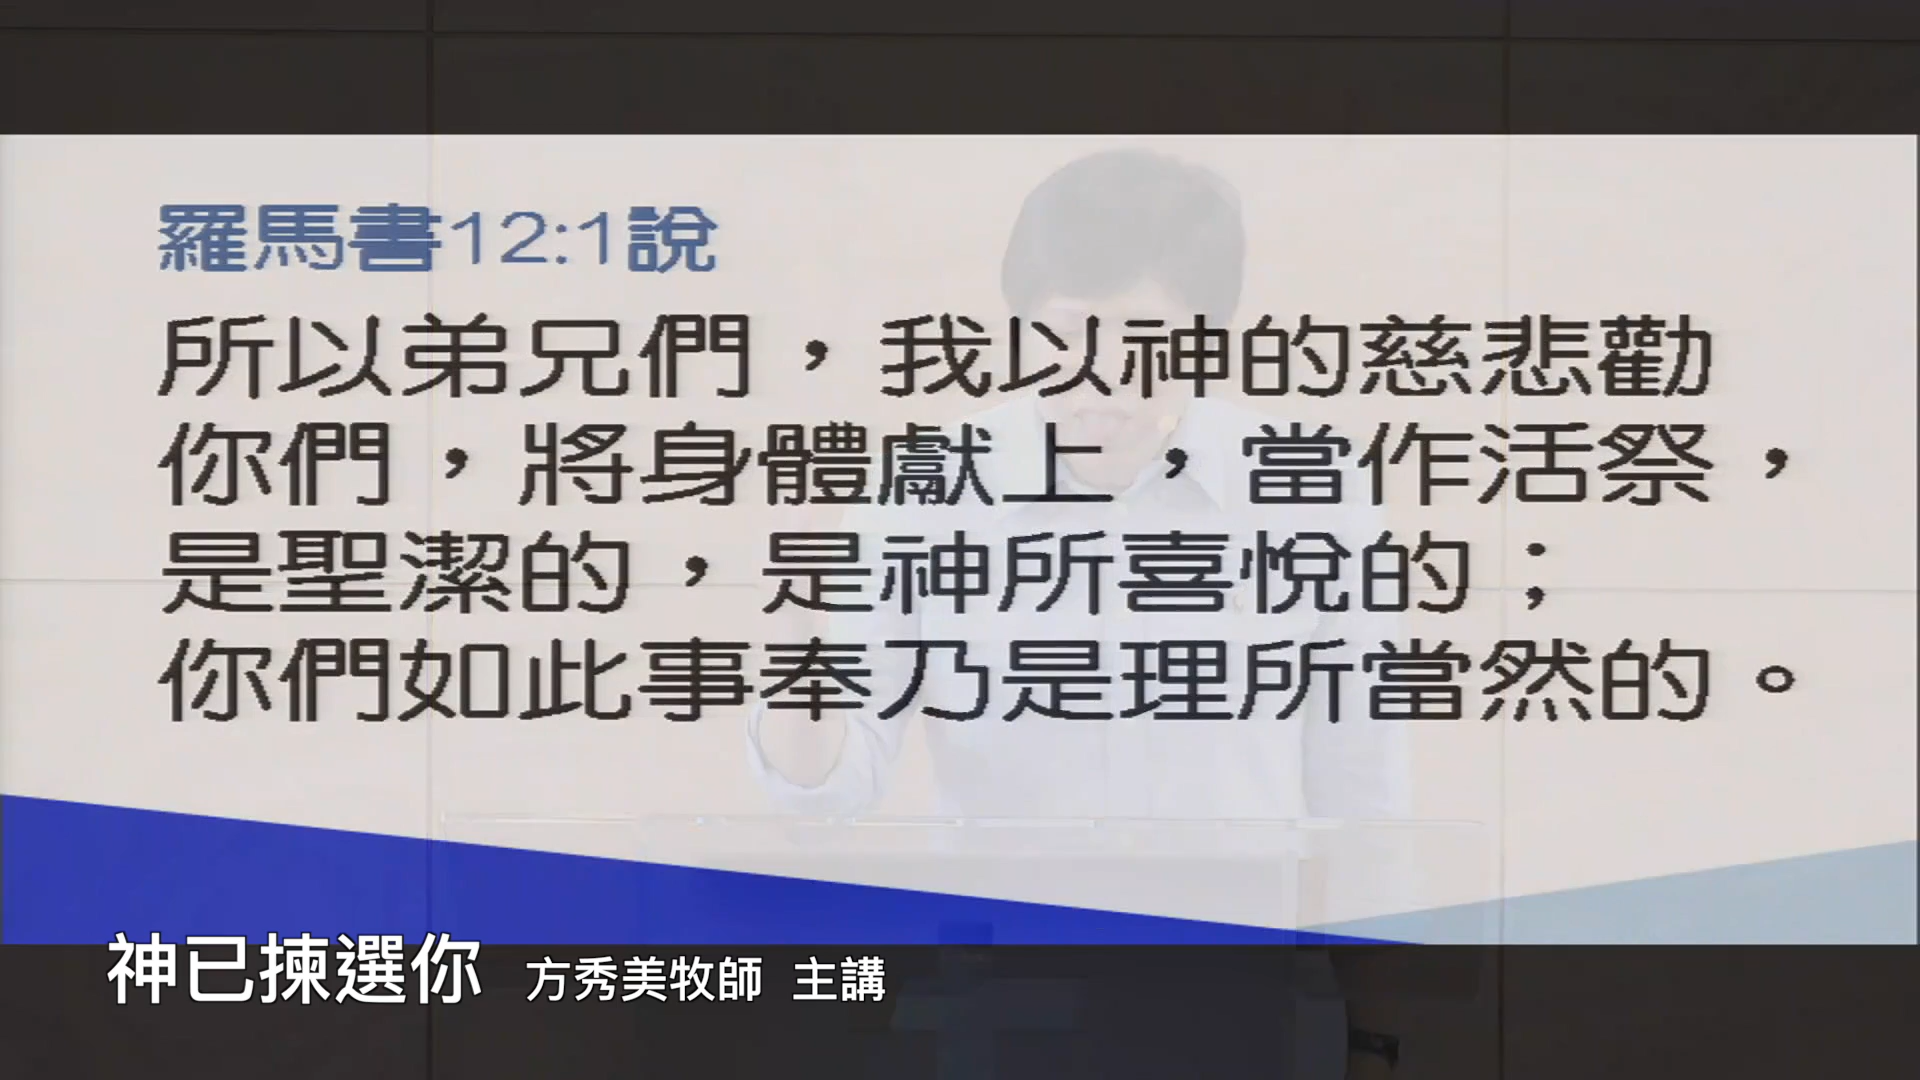 羅馬書12:1說
所以弟兄們，我以神的慈悲勸
你們，將身體獻上，當作活祭，
是聖潔的，是神所喜悅的；
你們如此事奉乃是理所當然的。
神已揀選你 方秀美牧師 主講